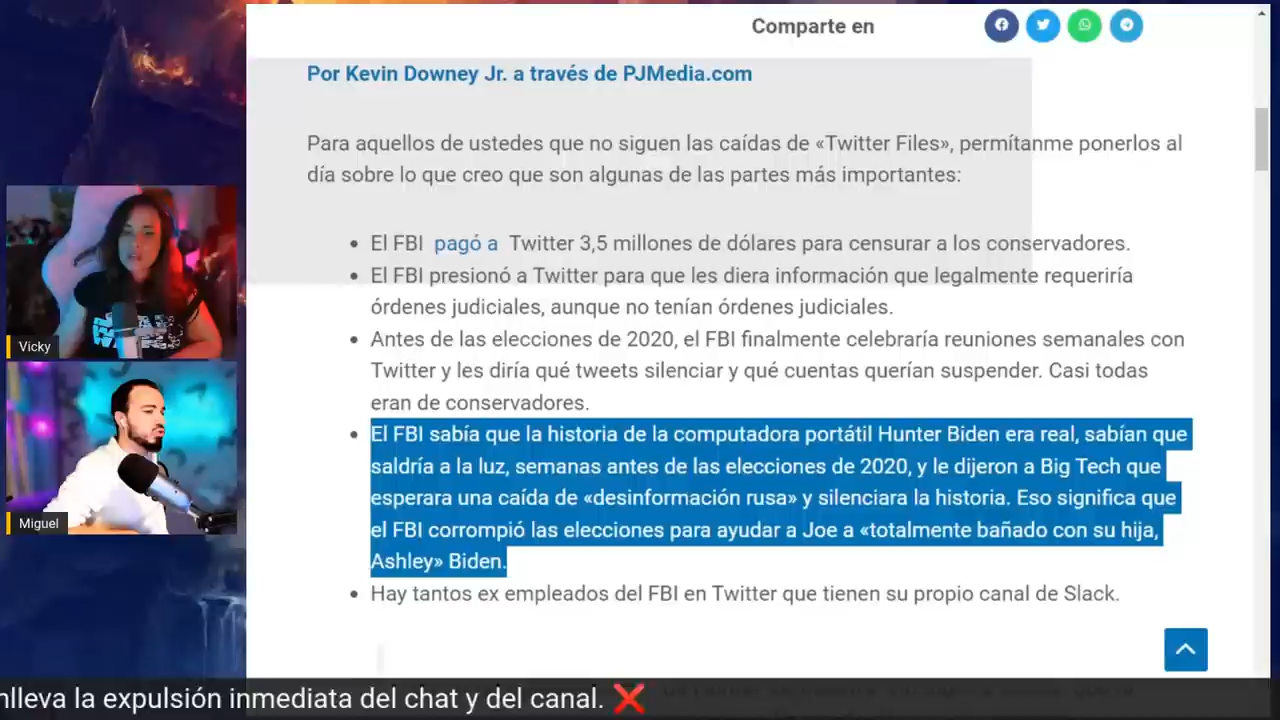 Comparte en
Por Kevin Downey Jr. a través de PJMedia.com
Para aquellos de ustedes que no siguen las caídas de «Twitter Files», permítanme ponerlos al
día sobre lo que creo que son algunas de las partes más importantes:
El FBI pagó a Twitter 3,5 millones de dólares para censurar a los conservadores.
El FBI presionó a Twitter para que les diera información que legalmente requeriría
órdenes judiciales, aunque no tenían órdenes judiciales.
Antes de las elecciones de 2020, el FBI finalmente celebraría reuniones semanales con
Twitter y les diría qué tweets silenciar y qué cuentas querían suspender. Casi todas
eran de conservadores.
El FBI sabía que la historia de la computadora portátil Hunter Biden era real, sabían que
saldría a la luz, semanas antes de las elecciones de 2020, y le dijeron a Big Tech que
esperara una caída de «desinformación rusa» y silenciara la historia. Eso significa que
el FBI corrompió las elecciones para ayudar a Joe a «totalmente bañado con su hija,
Ashley» Biden.
Hay tantos ex empleados del FBI en Twitter que tienen su propio canal de Slack.
Vicky
Miguel
nlleva la expulsión inmediata del chat y del canal. ❌